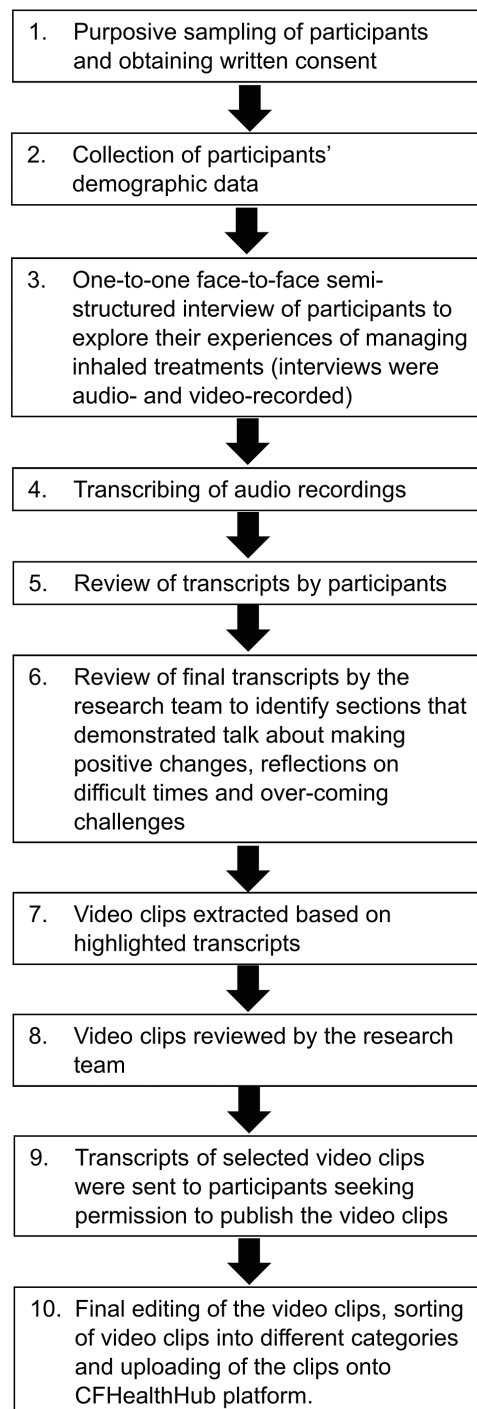 1. Purposive sampling of participants
and obtaining written consent
2. Collection of participants’
demographic data
3. One-to-one face-to-face semi-
structured interview of participants to
explore their experiences of managing
inhaled treatments (interviews were
audio- and video-recorded)
4. Transcribing of audio recordings
5. Review of transcripts by participants
6. Review of final transcripts by the
research team to identify sections that
demonstrated talk about making
positive changes, reflections on
difficult times and over-coming
challenges
7. Video clips extracted based on
highlighted transcripts
8. Video clips reviewed by the research
team
9. Transcripts of selected video clips
were sent to participants seeking
permission to publish the video clips
10. Final editing of the video clips, sorting
of video clips into different categories
and uploading of the clips onto
CFHealthHub platform.